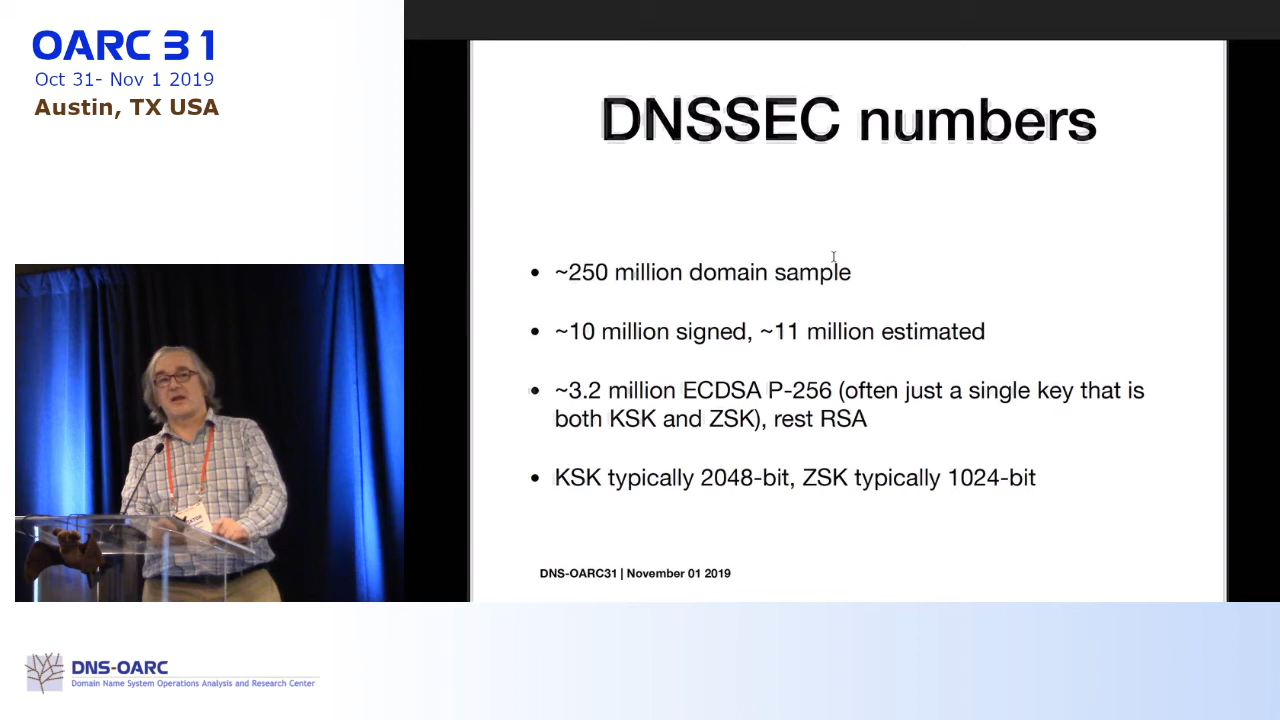 OARC 31
Oct 31- Nov 1 2019
Austin, TX USA
DNSSEC numbers
• ~250 million domain sample
• ~10 million signed, ~11 million estimated
• ~3.2 million ECDSA P-256 (often just a single key that is
both KSK and ZSK), rest RSA
• KSK typically 2048-bit, ZSK typically 1024-bit
DNS-OARC31 | November 01 2019
DNS-OARC
Domain Name System Operations Analysis and Research Center